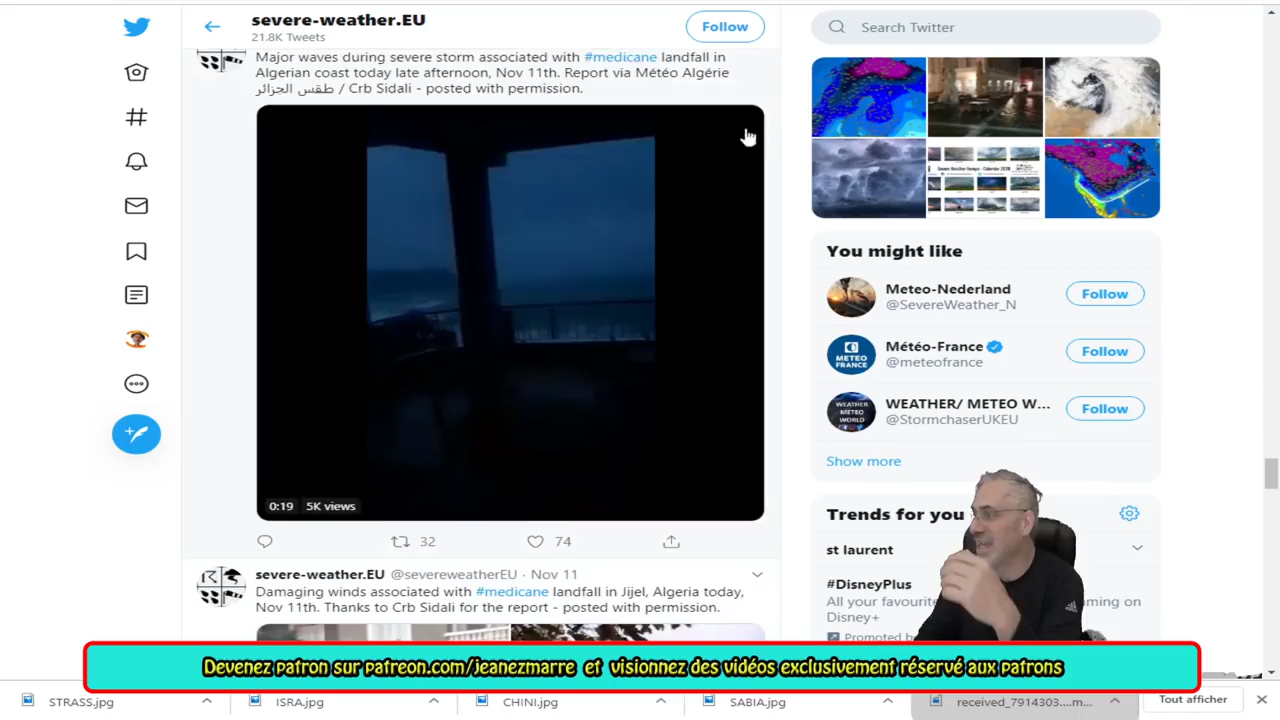 severe-weather.EU
21.8K Tweets
Follow
Search Twitter
Major waves during severe storm associated with #medicane landfall in
Algerian coast today late afternoon, Nov 11th. Report via Météo Algérie
طقس الجزائر / Crb Sidali - posted with permission.
0:19 5K views
32
74
severe-weather.EU @severeweatherEU · Nov 11
Damaging winds associated with #medicane landfall in Jijel, Algeria today,
Nov 11th. Thanks to Crb Sidali for the report - posted with permission.
You might like
Meteo-Nederland
@SevereWeather_N
Follow
METEO
FRANCE
Météo-France
@meteofrance
Follow
WEATHER
METEO
WORLD
WEATHER/ METEO W...
@StormchaserUKEU
Follow
Show more
Trends for you
st laurent
#DisneyPlus
All your favourite
ming on
Disney+
Promoted b
Devenez patron sur patreon.com/jeanezmarre et visionnez des vidéos exclusivement réservé aux patrons
STRASS.jpg
ISRA.jpg
CHINI.jpg
SABIA.jpg
received_7914303....m...
Tout afficher